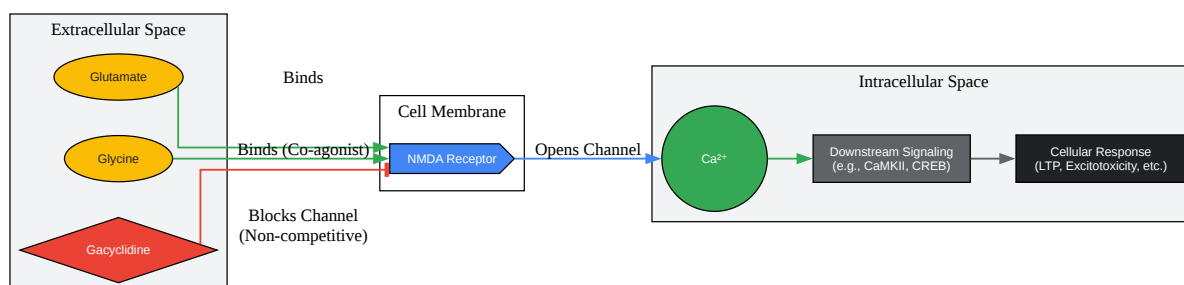 Extracellular Space
Glutamate
Glycine
Gacyclidine
Binds
Binds (Co-agonist)
Blocks Channel
(Non-competitive)
Cell Membrane
NMDA Receptor
Opens Channel
Intracellular Space
Ca²⁺
Downstream Signaling
(e.g., CaMKII, CREB)
Cellular Response
(LTP, Excitotoxicity, etc.)